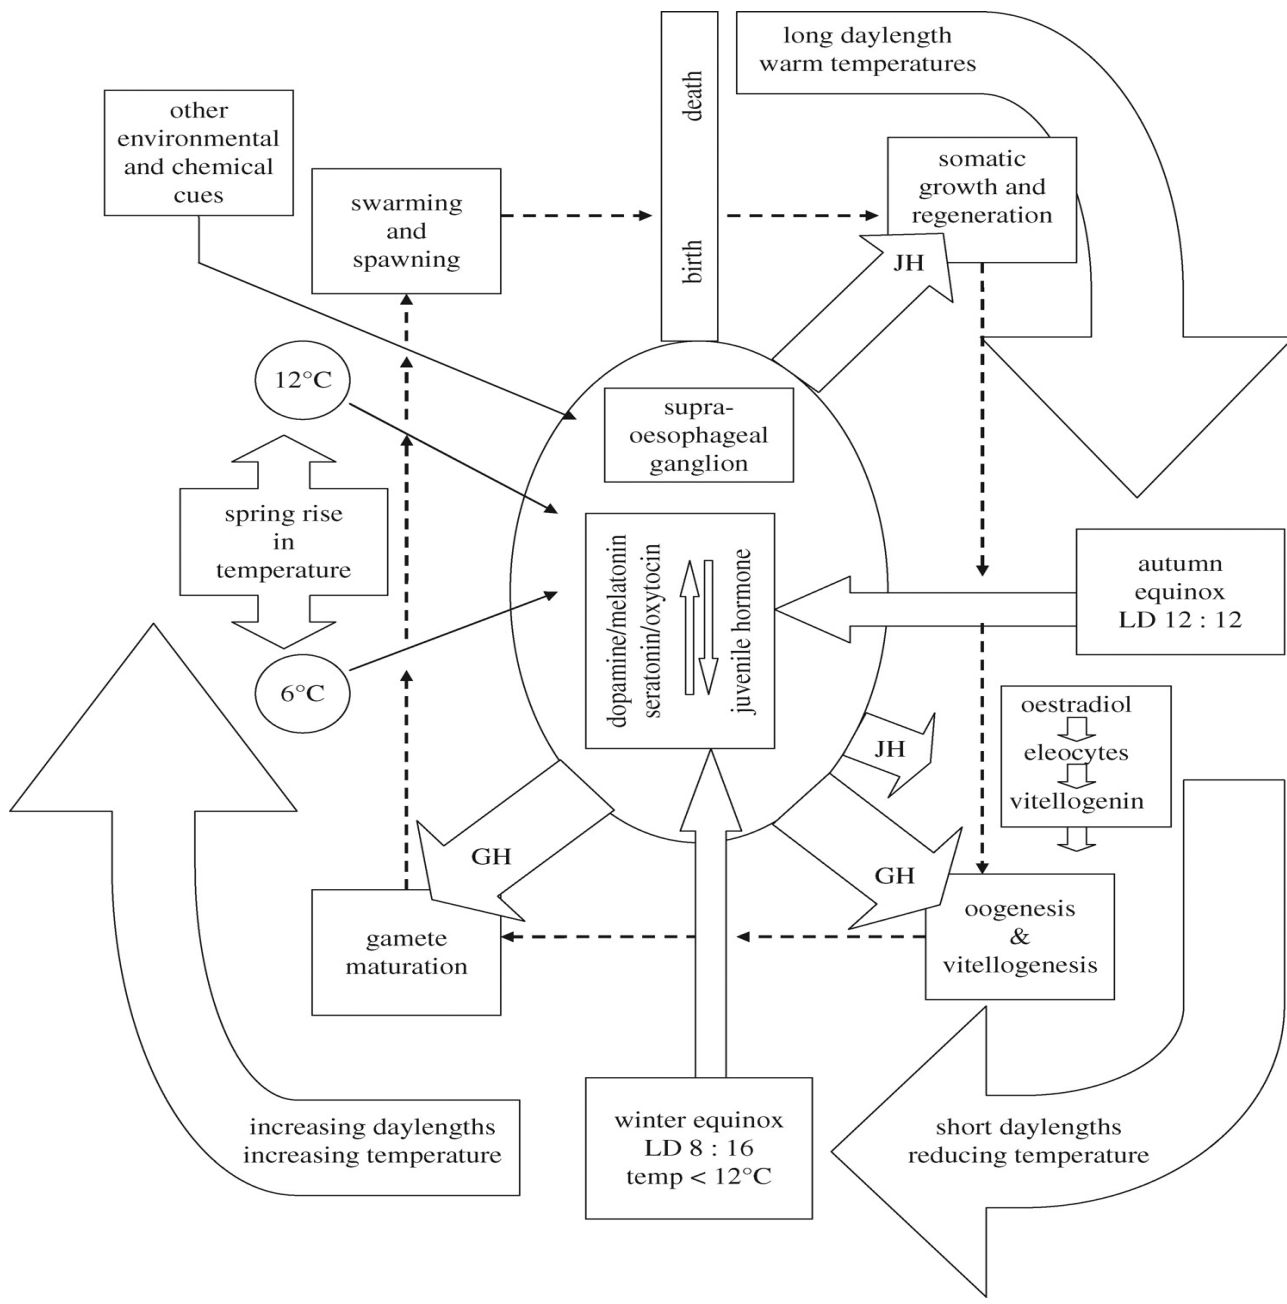 long daylength
warm temperatures
death
birth
other
environmental
and chemical
cues
swarming
and
spawning
somatic
growth and
regeneration
JH
12°C
supra-
oesophageal
ganglion
spring rise
in
temperature
6°C
dopamine/melatonin
seratonin/oxytocin
juvenile hormone
autumn
equinox
LD 12 : 12
oestradiol
eleocytes
vitellogenin
JH
GH
GH
gamete
maturation
oogenesis
&
vitellogenesis
increasing daylengths
increasing temperature
winter equinox
LD 8 : 16
temp < 12°C
short daylengths
reducing temperature